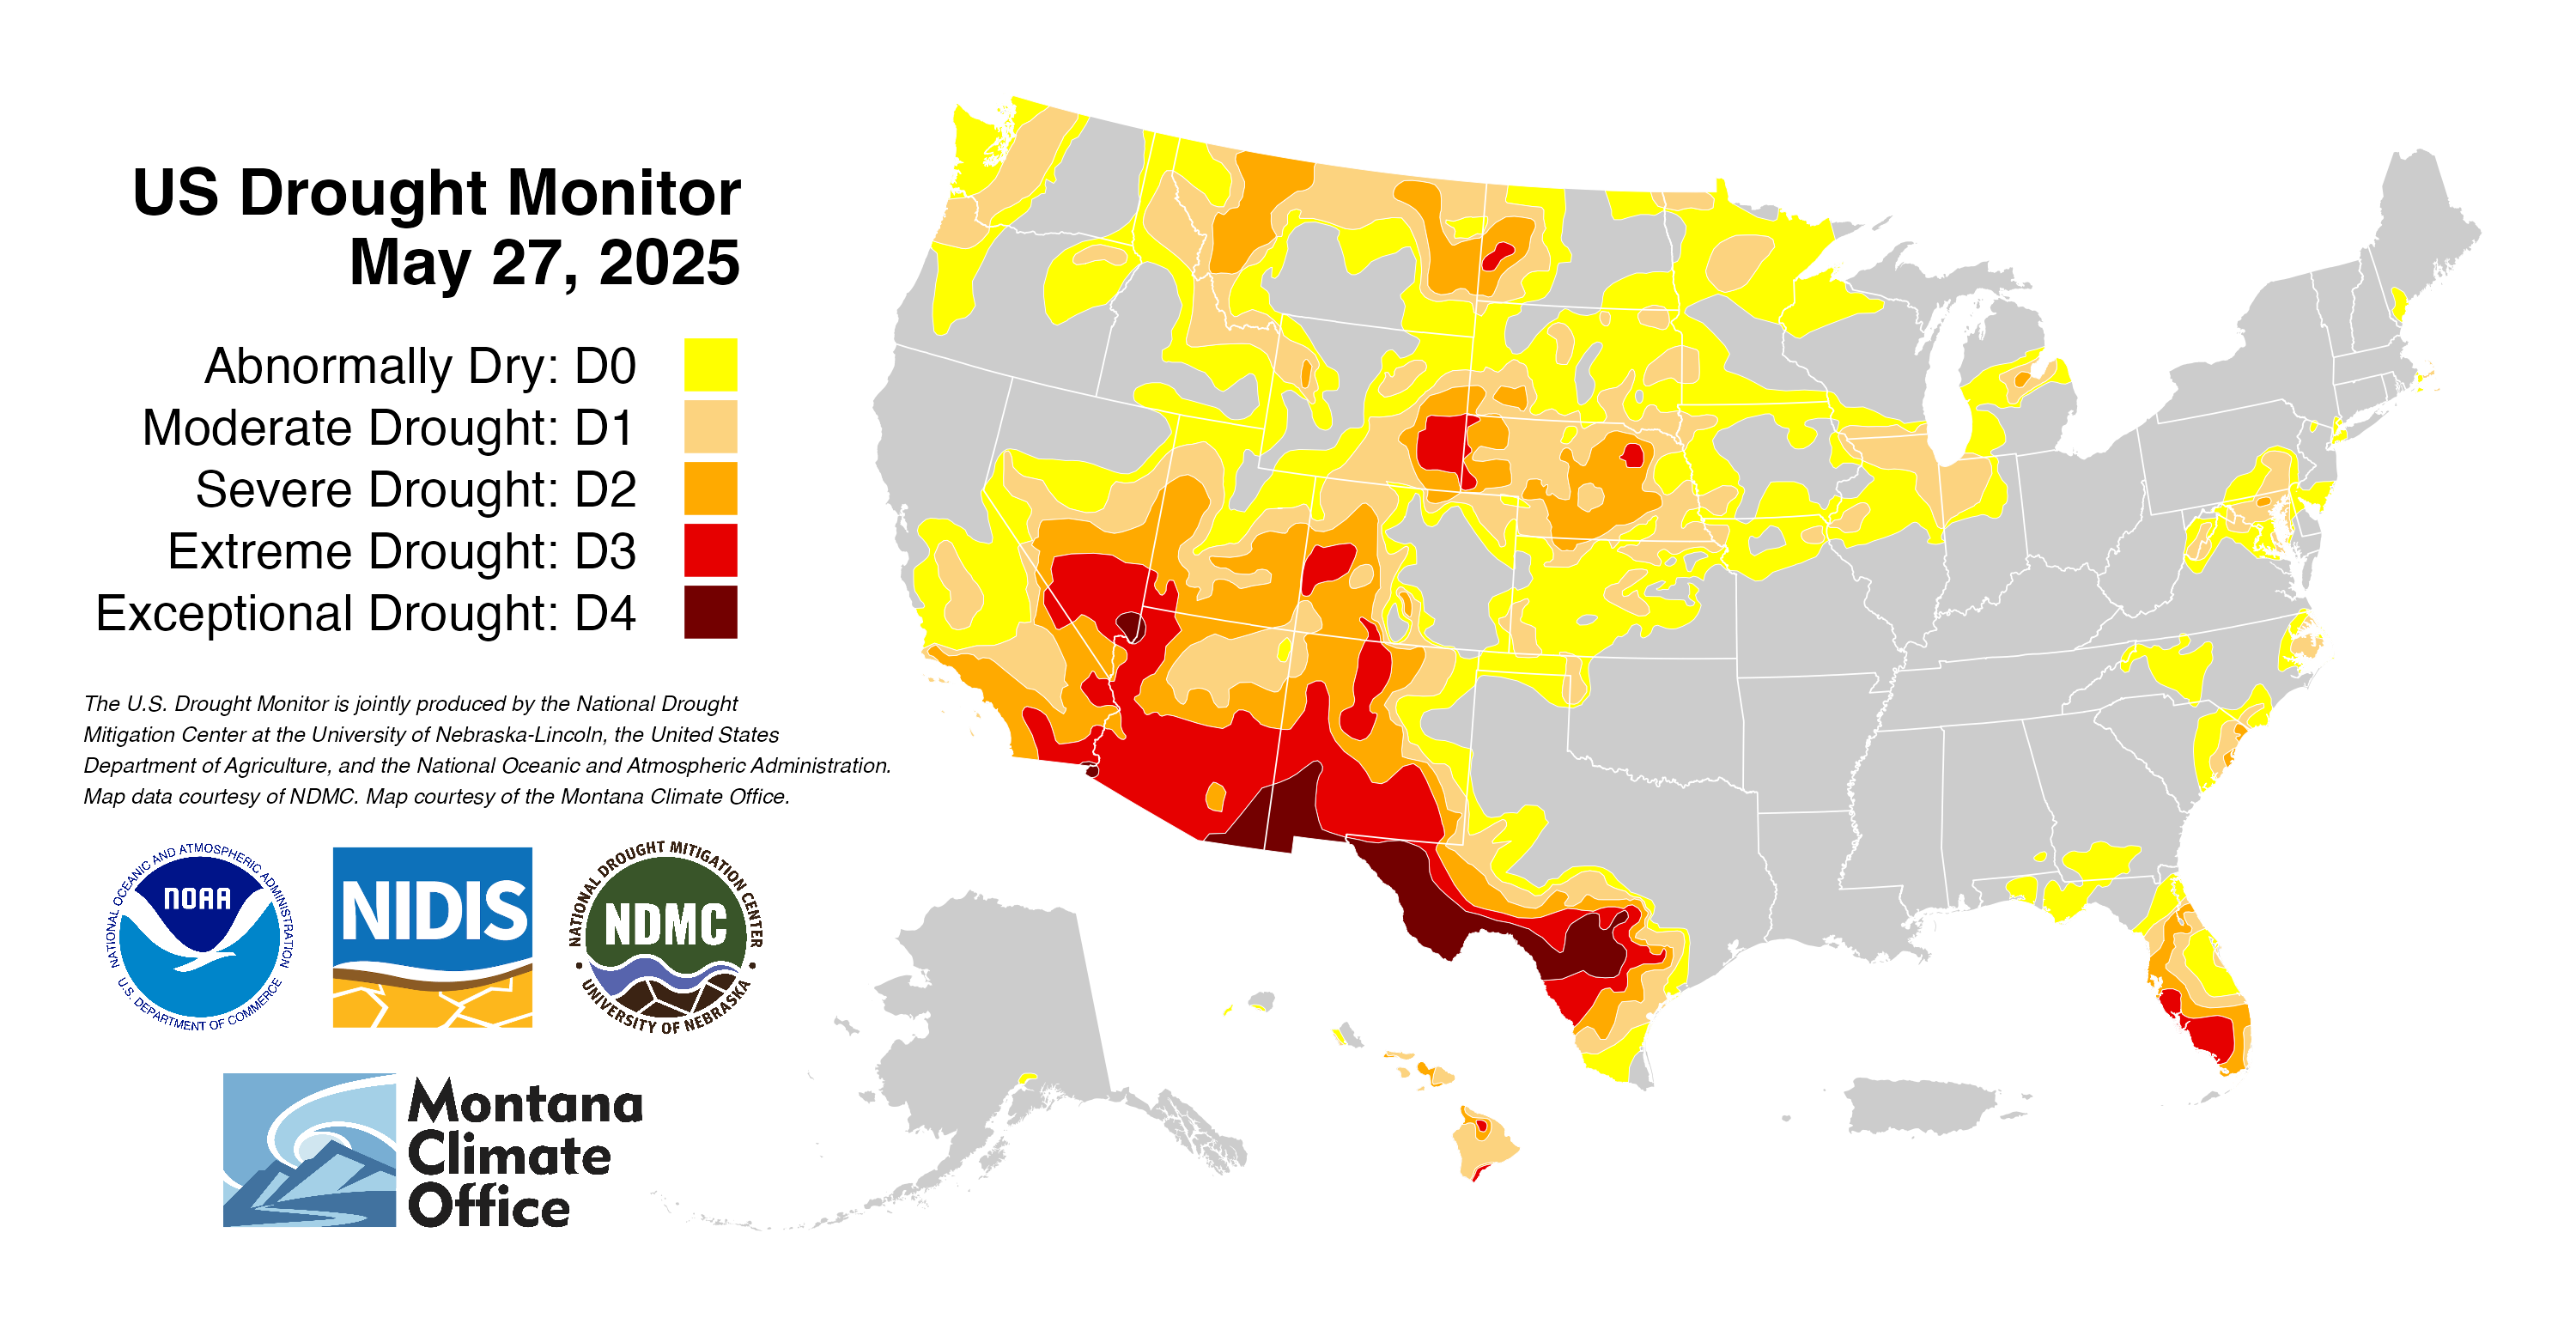 US Drought Monitor
May 27, 2025
Abnormally Dry: D0
Moderate Drought: D1
Severe Drought: D2
Extreme Drought: D3
Exceptional Drought: D4
The U.S. Drought Monitor is jointly produced by the National Drought
Mitigation Center at the University of Nebraska-Lincoln, the United States
Department of Agriculture, and the National Oceanic and Atmospheric Administration.
Map data courtesy of NDMC. Map courtesy of the Montana Climate Office.
NATIONAL OCEANIC AND ATMOSPHERIC ADMINISTRATION
NOAA
U.S. DEPARTMENT OF COMMERCE
NIDIS
NATIONAL DROUGHT MITIGATION CENTER
NDMC
UNIVERSITY OF NEBRASKA
Montana
Climate
Office